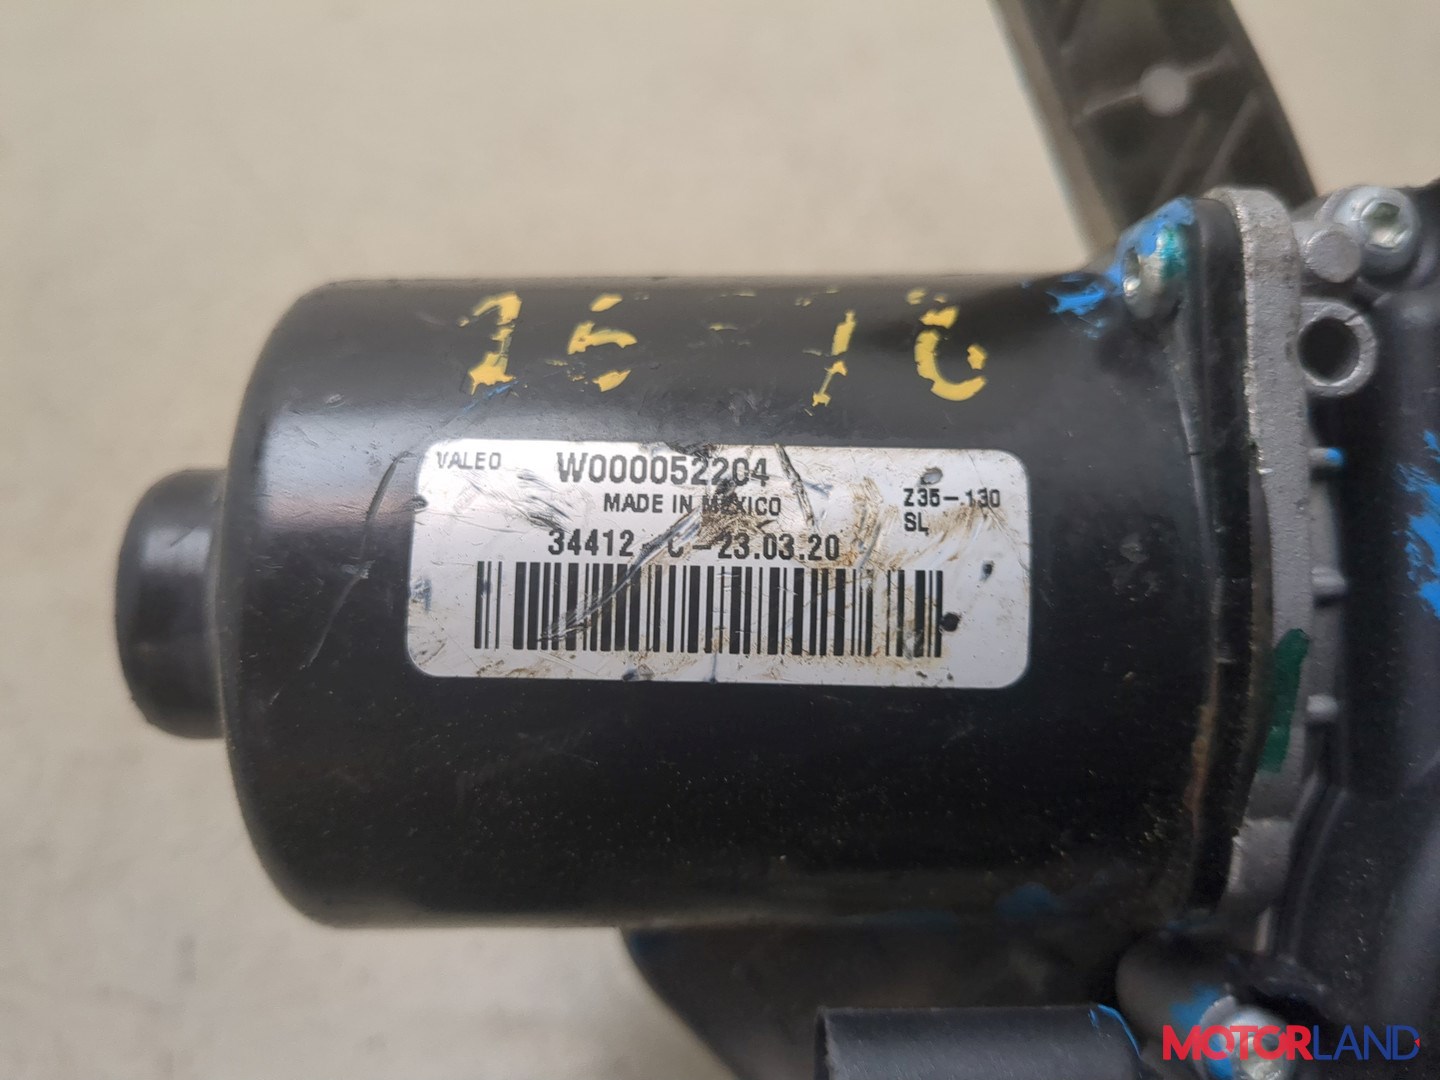 VALEO W000052204
MADE IN MEXICO
Z35-130
SL
34412-C-23.03.20
MOTORLAND